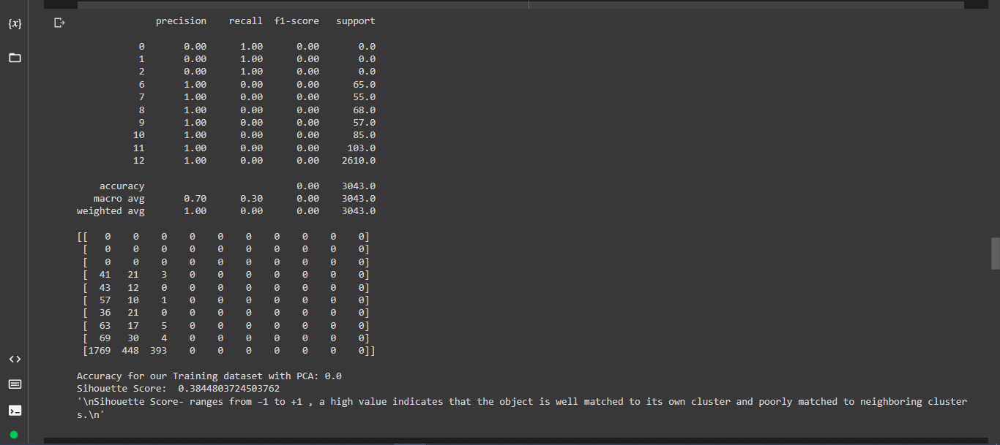 {x}
precision recall f1-score support
0 0.00 1.00 0.00 0.0
1 0.00 1.00 0.00 0.0
2 0.00 1.00 0.00 0.0
6 1.00 0.00 0.00 65.0
7 1.00 0.00 0.00 55.0
8 1.00 0.00 0.00 68.0
9 1.00 0.00 0.00 57.0
10 1.00 0.00 0.00 85.0
11 1.00 0.00 0.00 103.0
12 1.00 0.00 0.00 2610.0
accuracy 0.00 3043.0
macro avg 0.70 0.30 0.00 3043.0
weighted avg 1.00 0.00 0.00 3043.0
[[ 0 0 0 0 0 0 0 0 0 0]
[ 0 0 0 0 0 0 0 0 0 0]
[ 0 0 0 0 0 0 0 0 0 0]
[ 41 21 3 0 0 0 0 0 0 0]
[ 43 12 0 0 0 0 0 0 0 0]
[ 57 10 1 0 0 0 0 0 0 0]
[ 36 21 0 0 0 0 0 0 0 0]
[ 63 17 5 0 0 0 0 0 0 0]
[ 69 30 4 0 0 0 0 0 0 0]
[1769 448 393 0 0 0 0 0 0 0]]
Accuracy for our Training dataset with PCA: 0.0
Sihouette Score: 0.3844803724503762
'\nSihouette Score- ranges from −1 to +1 , a high value indicates that the object is well matched to its own cluster and poorly matched to neighboring cluster
s.\n'